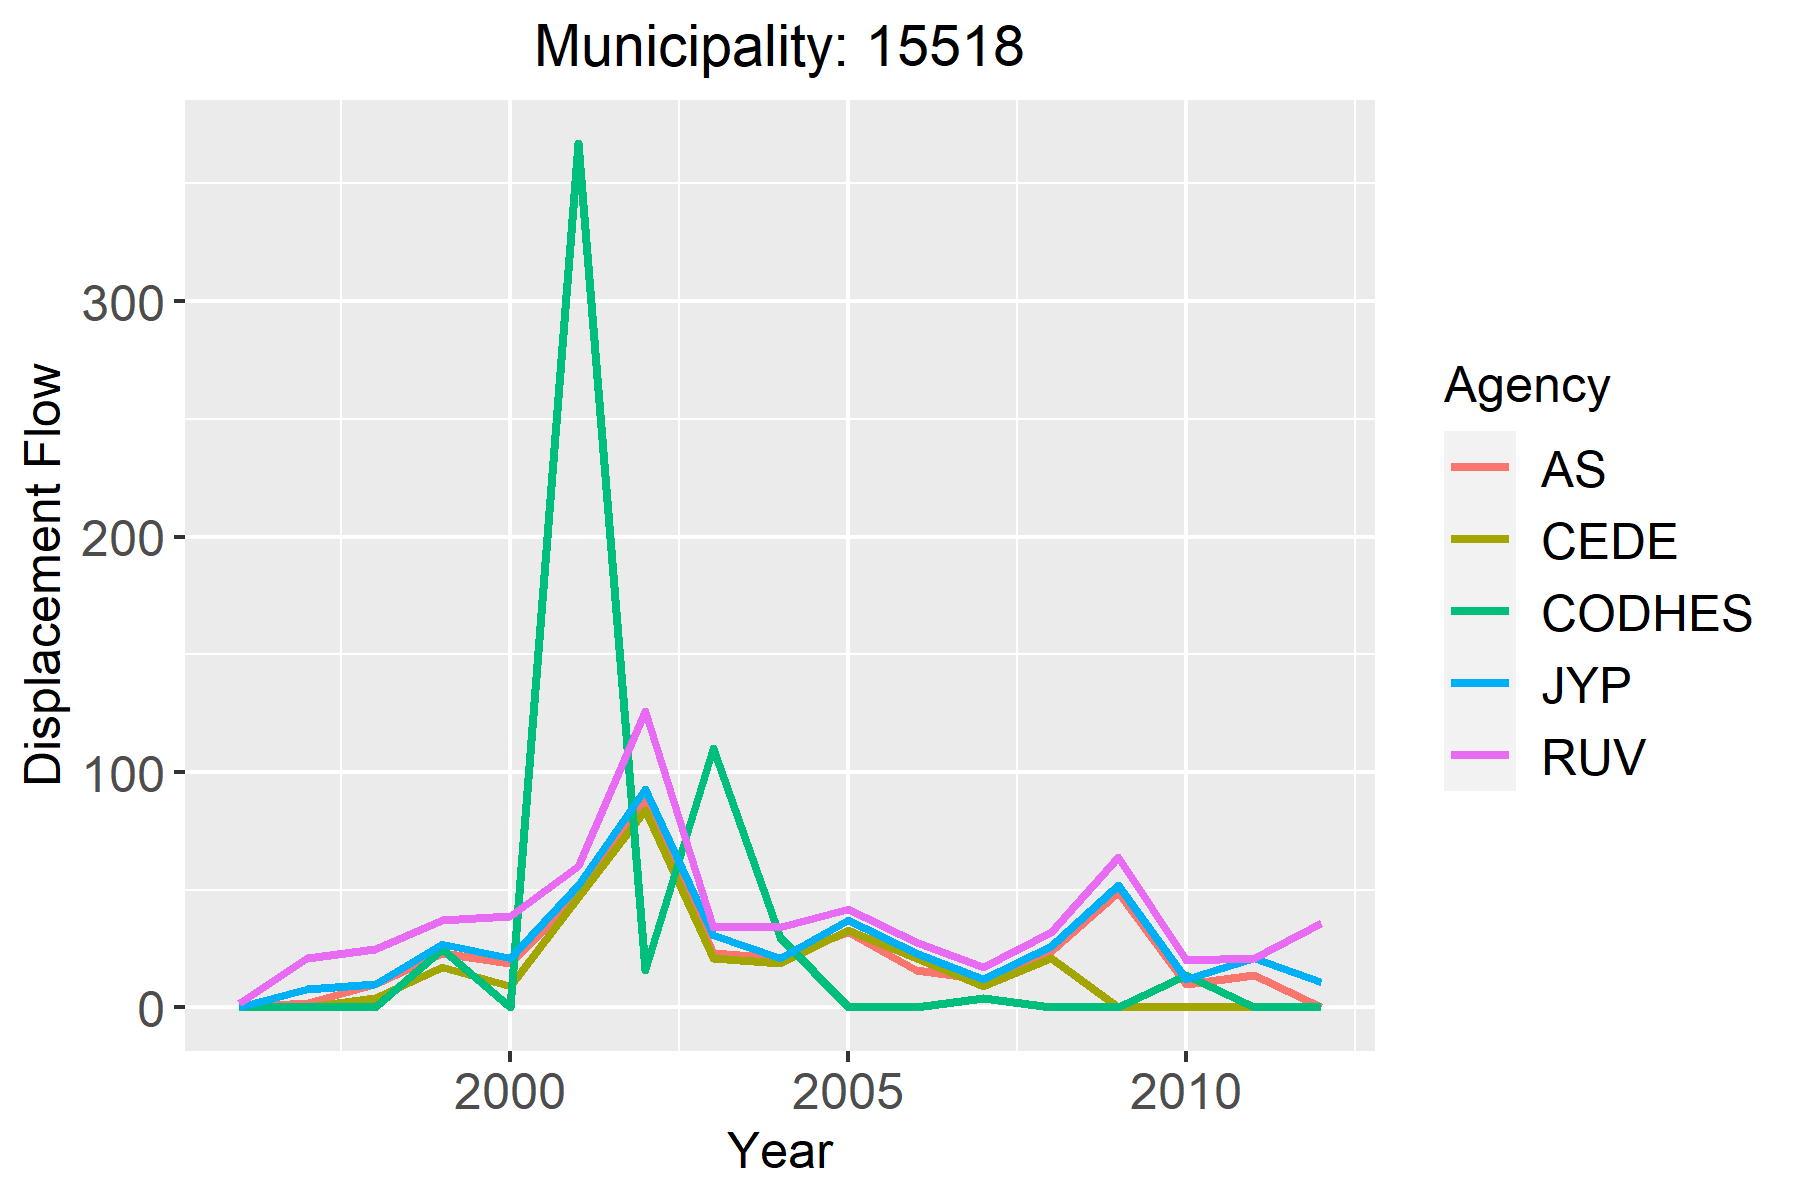 Municipality: 15518
Displacement Flow
300
200
100
0
2000 2005 2010
Year
Agency
AS
CEDE
CODHES
JYP
RUV